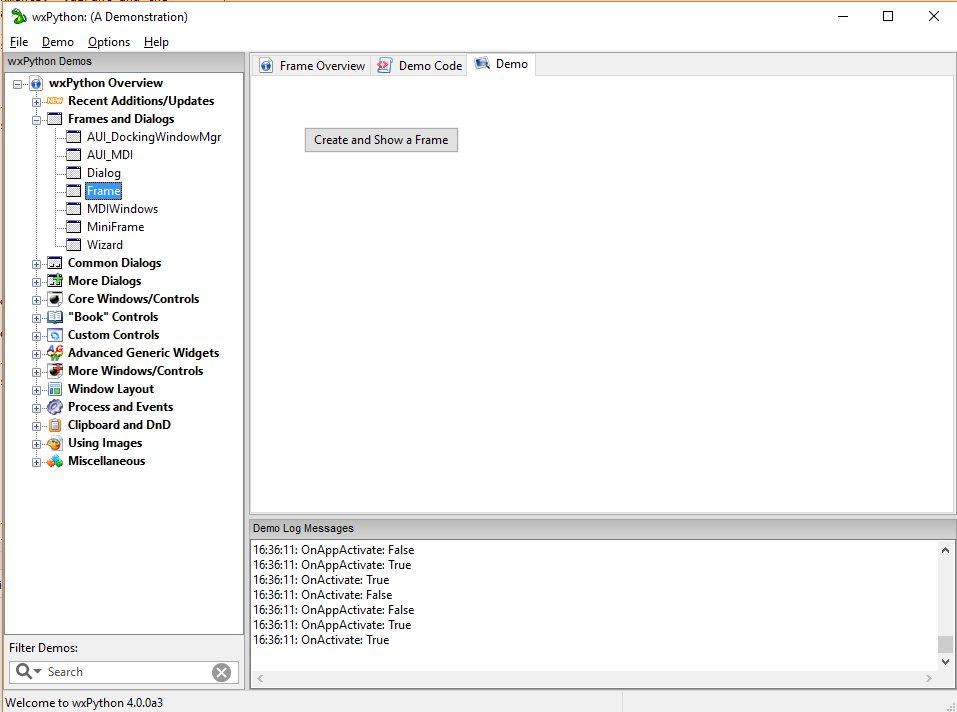 wxPython: (A Demonstration)
File Demo Options Help
wxPython Demos
wxPython Overview
Recent Additions/Updates
Frames and Dialogs
AUI_DockingWindowMgr
AUI_MDI
Dialog
Frame
MDIWindows
MiniFrame
Wizard
Common Dialogs
More Dialogs
Core Windows/Controls
"Book" Controls
Custom Controls
Advanced Generic Widgets
More Windows/Controls
Window Layout
Process and Events
Clipboard and DnD
Using Images
Miscellaneous
Filter Demos:
Search
Frame Overview Demo Code Demo
Create and Show a Frame
Demo Log Messages
16:36:11: OnAppActivate: False
16:36:11: OnAppActivate: True
16:36:11: OnActivate: True
16:36:11: OnActivate: False
16:36:11: OnAppActivate: False
16:36:11: OnAppActivate: True
16:36:11: OnActivate: True
Welcome to wxPython 4.0.0a3